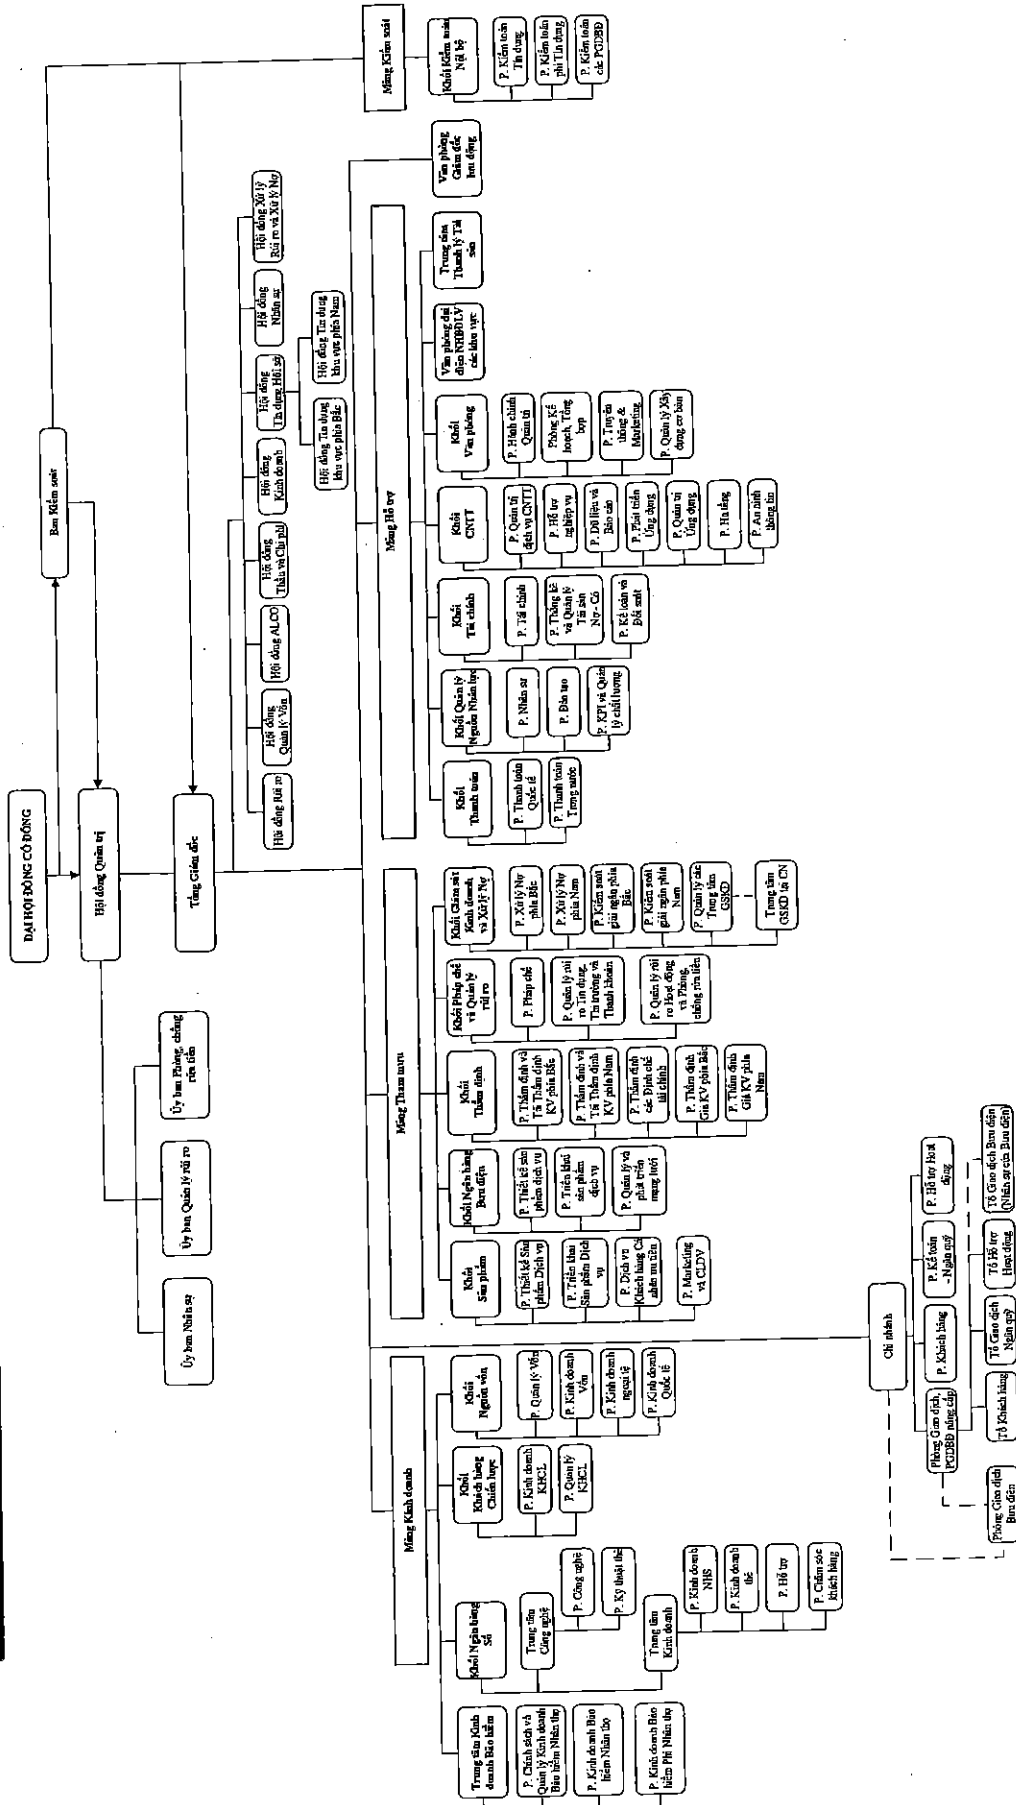 ĐẠI HỘI ĐỒNG CỔ ĐÔNG
Ban Kiểm soát
Hội đồng Quản trị
Tổng Giám đốc
Ủy ban Nhân sự
Ủy ban Quản lý rủi ro
Ủy ban Phòng, chống
rửa tiền
Hội đồng Rủi ro
Hội đồng
Quản lý Vốn
Hội đồng ALCO
Hội đồng
Thầu và Chi phí
Hội đồng
Kinh doanh
Hội đồng
Tín dụng Hội sở
Hội đồng
Nhân sự
Hội đồng Xử lý
Rủi ro và Xử lý Nợ
Hội đồng Tín dụng
khu vực phía Bắc
Hội đồng Tín dụng
khu vực phía Nam
Mảng Kinh doanh
Trung tâm Kinh
doanh Bảo hiểm
P. Chính sách và
Quản lý Kinh doanh
Bảo hiểm Nhân thọ
P. Kinh doanh Bảo
hiểm Nhân thọ
P. Kinh doanh Bảo
hiểm Phi Nhân thọ
Khối Ngân hàng
Số
Trung tâm
Công nghệ
P. Công nghệ
P. Kỹ thuật thẻ
Trung tâm
Kinh doanh
P. Kinh doanh
NHS
P. Kinh doanh
thẻ
P. Hỗ trợ
P. Chăm sóc
khách hàng
Khối
Khách hàng
Chiến lược
P. Kinh doanh
KHCL
P. Quản lý
KHCL
Khối
Nguồn vốn
P. Quản lý Vốn
P. Kinh doanh
Vốn
P. Kinh doanh
ngoại tệ
P. Kinh doanh
Quốc tế
Mảng Tham mưu
Khối
Sản phẩm
P. Thiết kế Sản
phẩm Dịch vụ
P. Triển khai
Sản phẩm Dịch
vụ
P. Dịch vụ
Khách hàng Cá
nhân ưu tiên
P. Marketing
và CLDV
Khối Ngân hàng
Bưu điện
P. Thiết kế sản
phẩm dịch vụ
P. Triển khai
sản phẩm
dịch vụ
P. Quản lý và
phát triển
mạng lưới
Khối
Thẩm định
P. Thẩm định và
Tái Thẩm định
KV phía Bắc
P. Thẩm định và
Tái Thẩm định
KV phía Nam
P. Thẩm định
các Định chế
tài chính
P. Thẩm định
Giá KV phía Bắc
P. Thẩm định
Giá KV phía
Nam
Khối Pháp chế
và Quản lý
rủi ro
P. Pháp chế
P. Quản lý rủi
ro Tín dụng,
Thị trường và
Thanh khoản
P. Quản lý rủi
ro Hoạt động
và Phòng,
chống rửa tiền
Khối Giám sát
Kinh doanh
và Xử lý Nợ
P. Xử lý Nợ
phía Bắc
P. Xử lý Nợ
phía Nam
P. Kiểm soát
giải ngân phía
Bắc
P. Kiểm soát
giải ngân phía
Nam
P. Quản lý các
Trung tâm
GSKD
Trung tâm
GSKD tại CN
Mảng Hỗ trợ
Khối
Thanh toán
P. Thanh toán
Quốc tế
P. Thanh toán
Trong nước
Khối Quản lý
Nguồn Nhân lực
P. Nhân sự
P. Đào tạo
P. KPI và Quản
lý chất lượng
Khối
Tài chính
P. Tài chính
P. Thống kê
và Quản lý
Tài sản
Nợ - Có
P. Kế toán và
Đối soát
Khối
CNTT
P. Quản trị
dịch vụ CNTT
P. Hỗ trợ
nghiệp vụ
P. Dữ liệu và
Báo cáo
P. Phát triển
Ứng dụng
P. Quản trị
Ứng dụng
P. Hạ tầng
P. An ninh
thông tin
Khối
Văn phòng
P. Hành chính
Quản trị
Phòng Kế
hoạch, Tổng
hợp
P. Truyền
thông &
Marketing
P. Quản lý Xây
dựng cơ bản
Văn phòng đại
diện NHBĐLV
các khu vực
Trung tâm
Thanh lý Tài
sản
Văn phòng
Giám đốc
lưu động
Mảng Kiểm soát
Khối Kiểm toán
Nội bộ
P. Kiểm toán
Tín dụng
P. Kiểm toán
phi Tín dụng
P. Kiểm toán
các PGDBĐ
Chi nhánh
Phòng Giao dịch,
PGDBĐ nâng cấp
P. Khách hàng
P. Kế toán
- Ngân quỹ
P. Hỗ trợ Hoạt
động
Phòng Giao dịch
Bưu điện
Tổ Khách hàng
Tổ Giao dịch
Ngân quỹ
Tổ Hỗ trợ
Hoạt động
Tổ Giao dịch Bưu điện
(Nhân sự của Bưu điện)